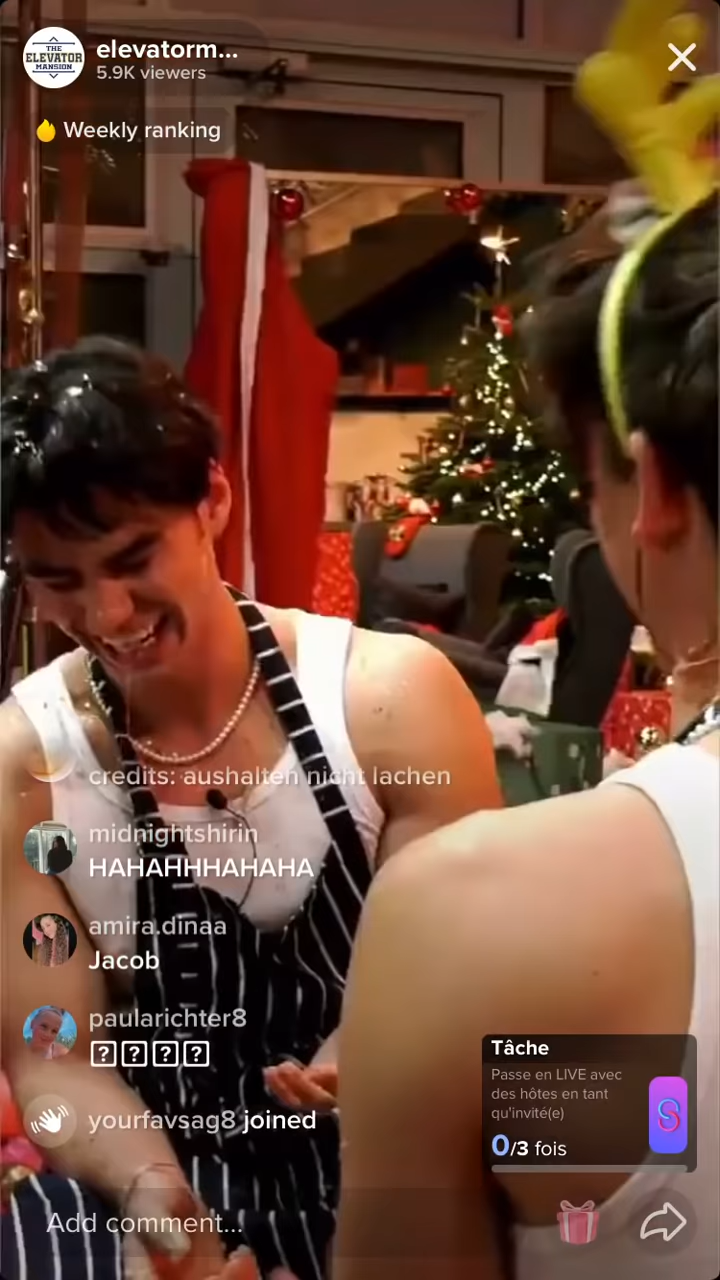 THE
ELEVATOR
MANSION
elevatorm...
5.9K viewers
Weekly ranking
credits: aushalten nicht lachen
midnightshirin
HAHAHHHAHAHA
amira.dinaa
Jacob
paularichter8
yourfavsag8 joined
Tâche
Passe en LIVE avec
des hôtes en tant
qu'invité(e)
0/3 fois
Add comment...